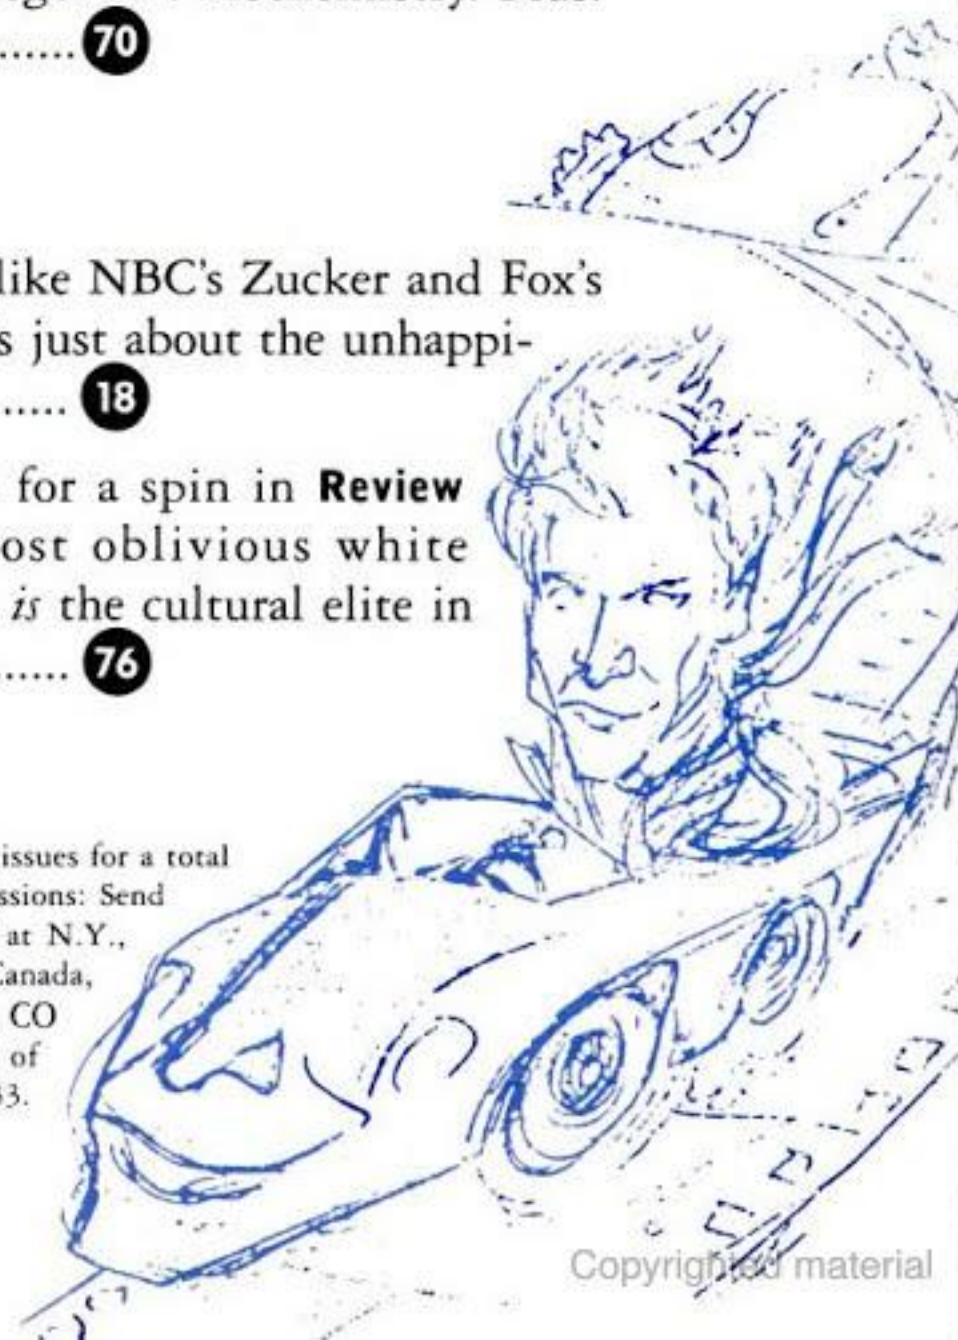 ....... 70
like NBC's Zucker and Fox's
s just about the unhappi-
..... 18
for a spin in Review
ost oblivious white
is the cultural elite in
...... 76
issues for a total
ssions: Send
at N.Y.,
Canada,
CO
of
33.
Copyrighted material